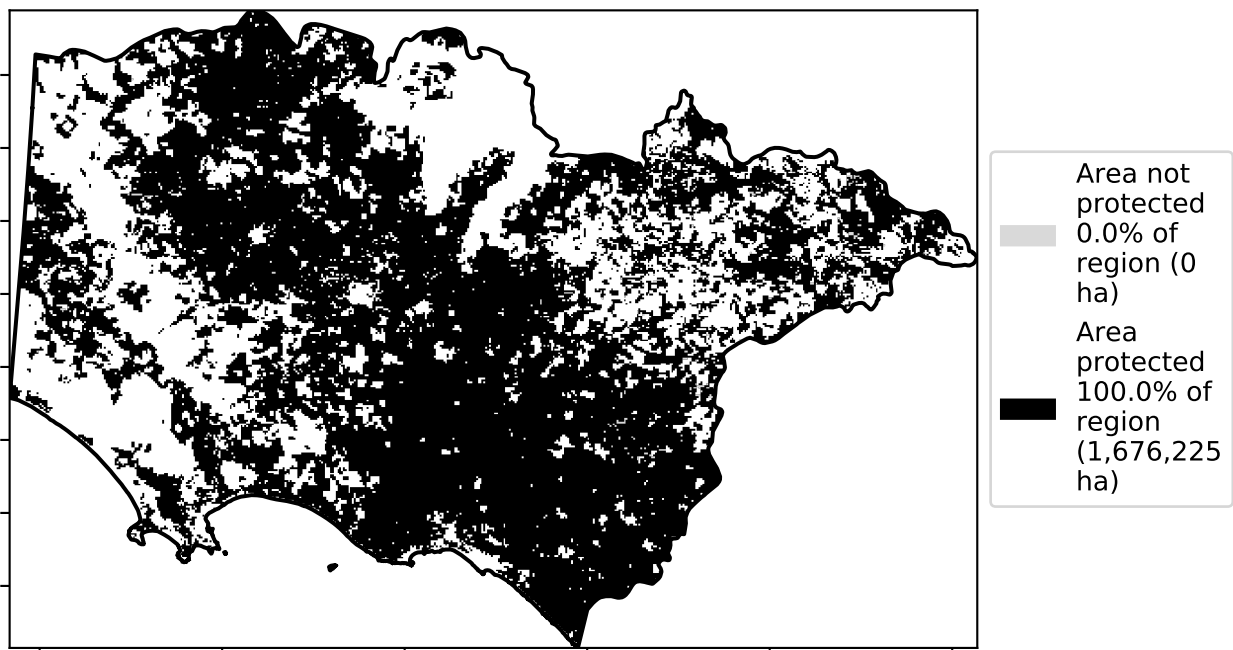 Area not
protected
0.0% of
region (0
ha)
Area
protected
100.0% of
region
(1,676,225
ha)